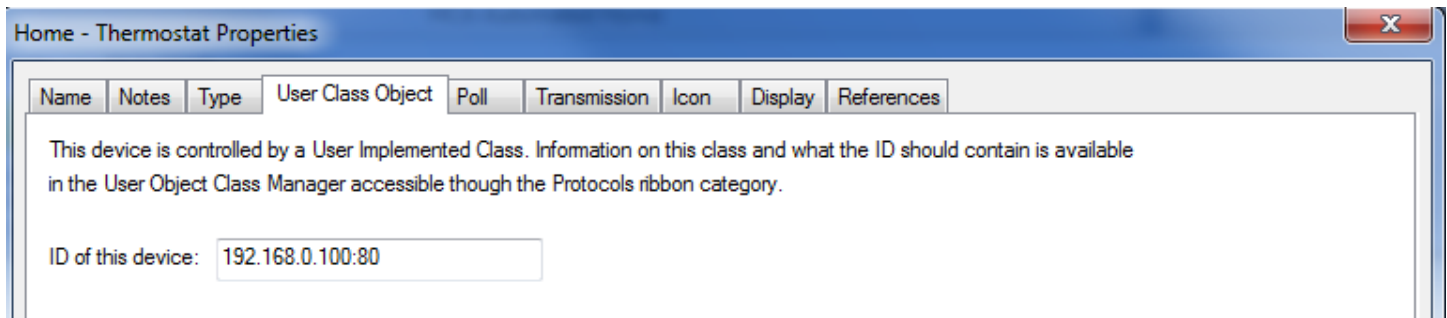 Home - Thermostat Properties
X
Name Notes Type User Class Object Poll Transmission Icon Display References
This device is controlled by a User Implemented Class. Information on this class and what the ID should contain is available
in the User Object Class Manager accessible though the Protocols ribbon category.
ID of this device: 192.168.0.100:80